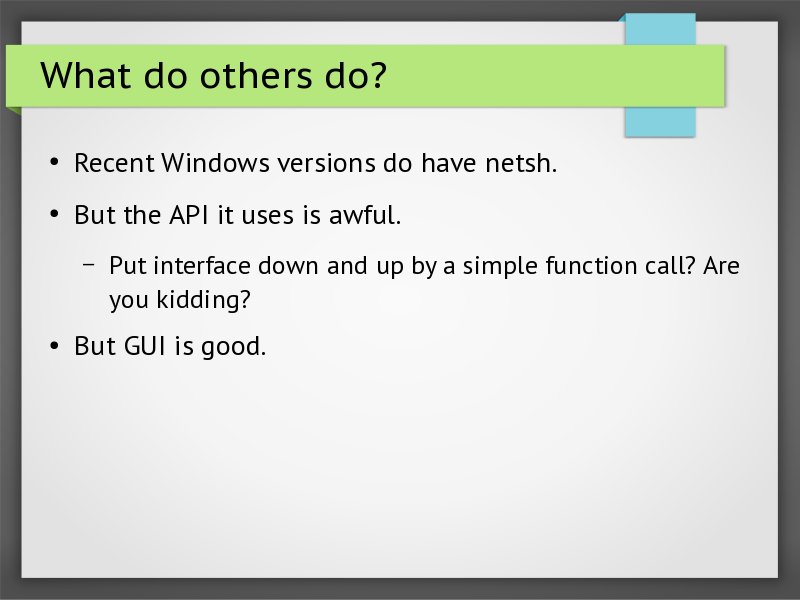 What do others do?
• Recent Windows versions do have netsh.
• But the API it uses is awful.
– Put interface down and up by a simple function call? Are
you kidding?
• But GUI is good.